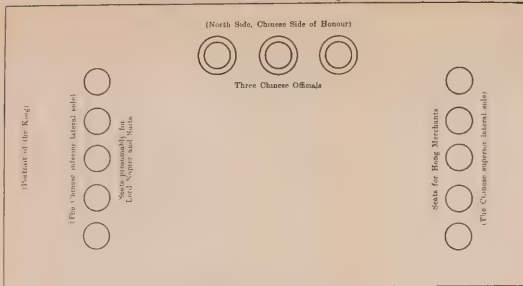 (North Side, Chinese Side of Honour)
Three Chinese Officials
(Portrait of the King)
(The Chinese inferior lateral side)
Seats presumably for
Lord Napier and Suite
Seats for Hong Merchants
(The Chinese superior lateral side)